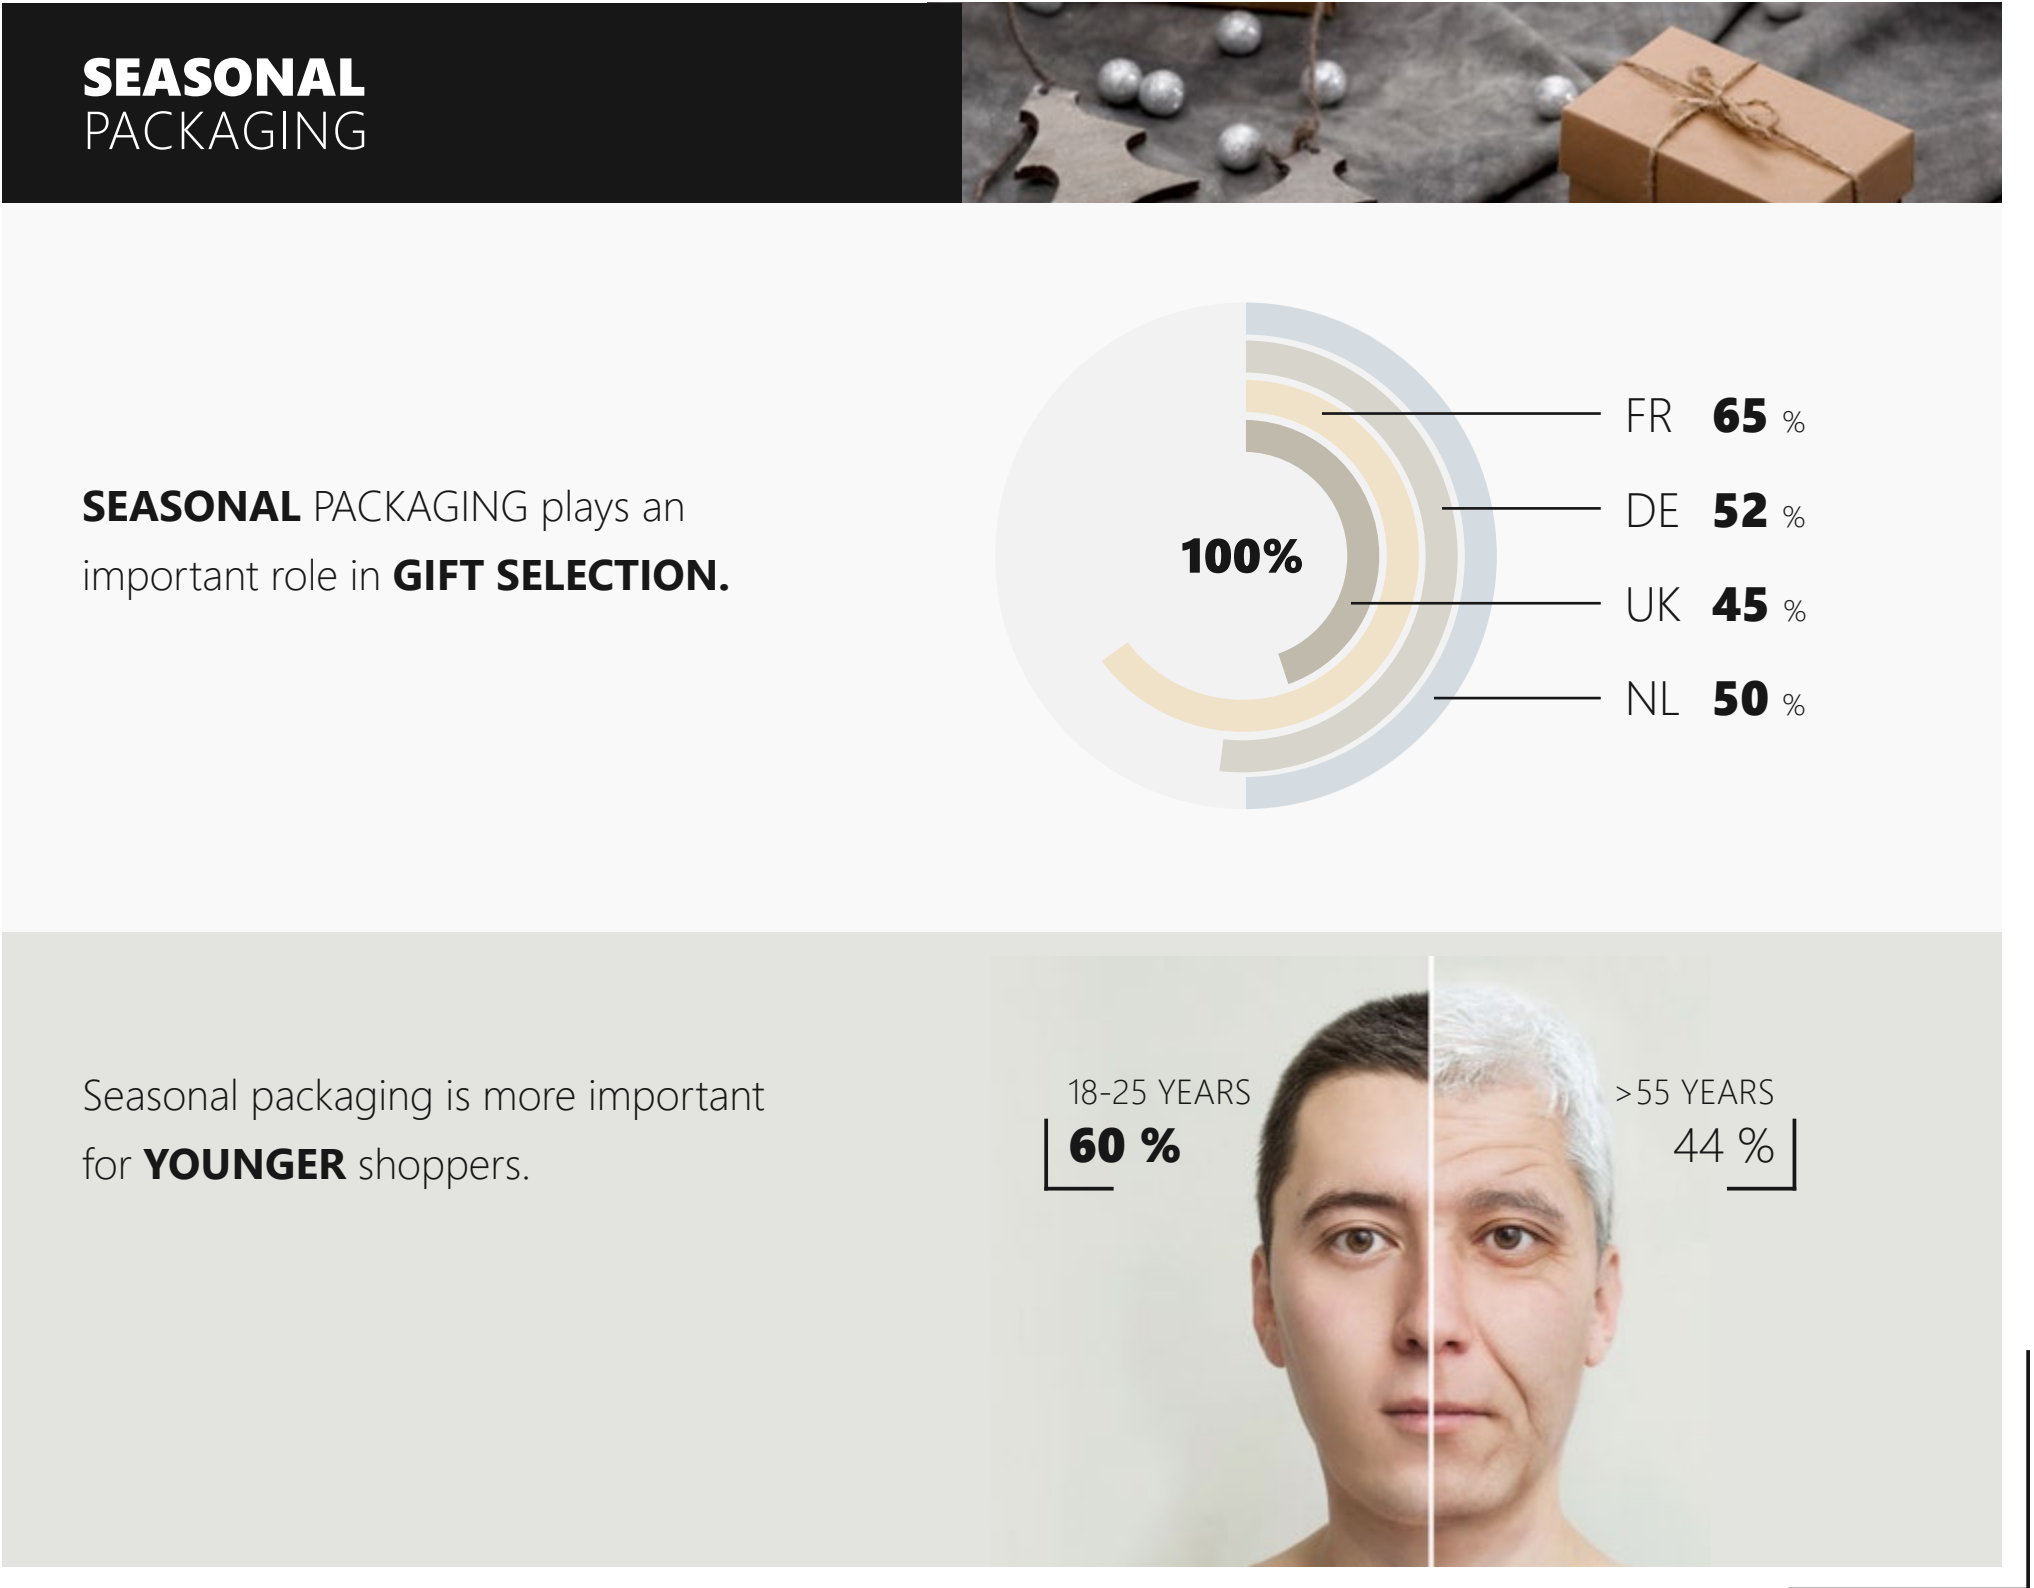 SEASONAL
PACKAGING
SEASONAL PACKAGING plays an
important role in GIFT SELECTION.
100%
FR 65 %
DE 52 %
UK 45 %
NL 50 %
Seasonal packaging is more important
for YOUNGER shoppers.
18-25 YEARS
60 %
>55 YEARS
44 %